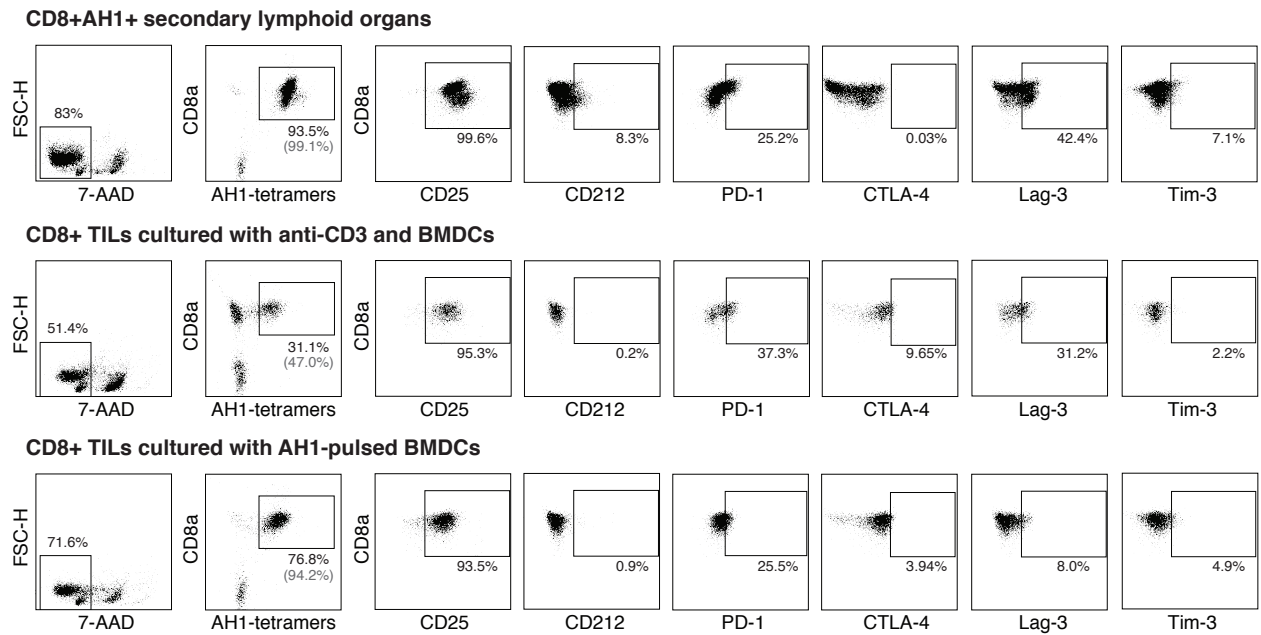 CD8+AH1+ secondary lymphoid organs
FSC-H
83%
7-AAD
CD8a
93.5%
(99.1%)
AH1-tetramers
CD8a
99.6%
CD25
8.3%
CD212
25.2%
PD-1
0.03%
CTLA-4
42.4%
Lag-3
7.1%
Tim-3
CD8+ TILs cultured with anti-CD3 and BMDCs
FSC-H
51.4%
7-AAD
CD8a
31.1%
(47.0%)
AH1-tetramers
CD8a
95.3%
CD25
0.2%
CD212
37.3%
PD-1
9.65%
CTLA-4
31.2%
Lag-3
2.2%
Tim-3
CD8+ TILs cultured with AH1-pulsed BMDCs
FSC-H
71.6%
7-AAD
CD8a
76.8%
(94.2%)
AH1-tetramers
CD8a
93.5%
CD25
0.9%
CD212
25.5%
PD-1
3.94%
CTLA-4
8.0%
Lag-3
4.9%
Tim-3